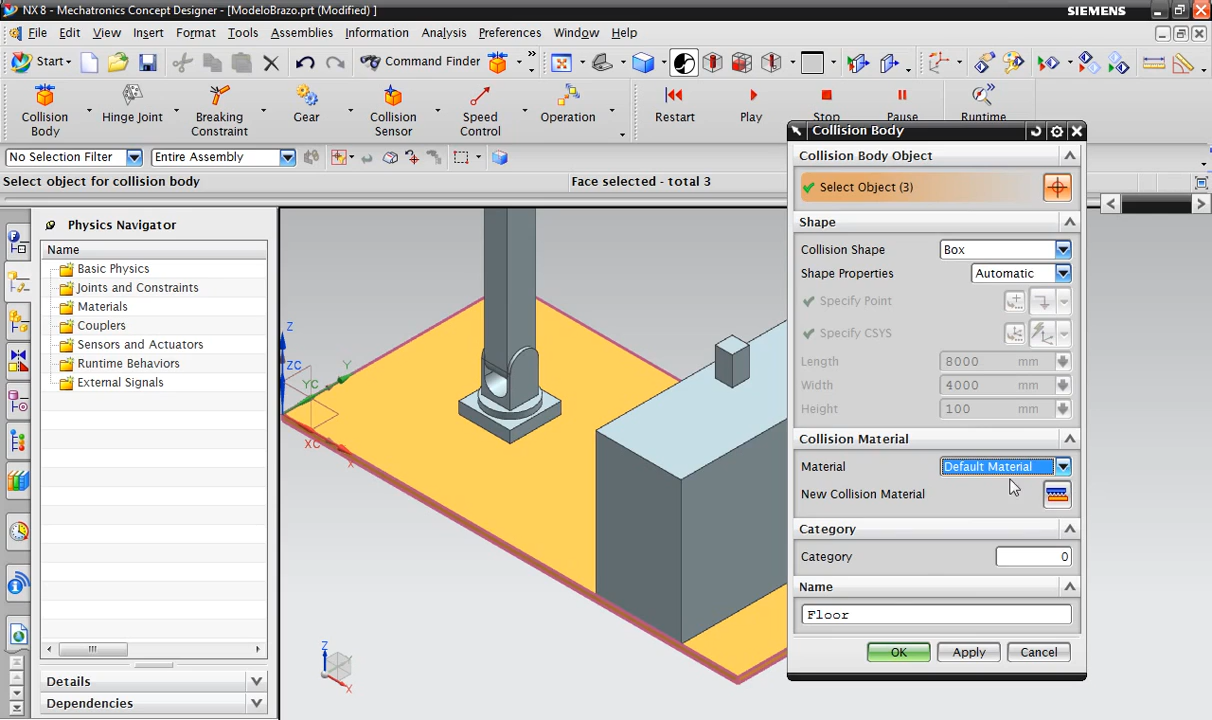 NX 8 - Mechatronics Concept Designer - [ModeloBrazo.prt (Modified) ]
SIEMENS
File Edit View Insert Format Tools Assemblies Information Analysis Preferences Window Help
Start Command Finder
Collision Body
Hinge Joint
Breaking Constraint
Gear
Collision Sensor
Speed Control
Operation
Restart
Play
Stop
Pause
Runtime
No Selection Filter
Entire Assembly
Select object for collision body
Face selected - total 3
Physics Navigator
Name
Basic Physics
Joints and Constraints
Materials
Couplers
Sensors and Actuators
Runtime Behaviors
External Signals
Details
Dependencies
Z
ZC
Y
YC
XC
X
Z
X
Collision Body
Collision Body Object
Select Object (3)
Shape
Collision Shape Box
Shape Properties Automatic
Specify Point
Specify CSYS
Length 8000 mm
Width 4000 mm
Height 100 mm
Collision Material
Material Default Material
New Collision Material
Category
Category 0
Name
Floor
OK Apply Cancel